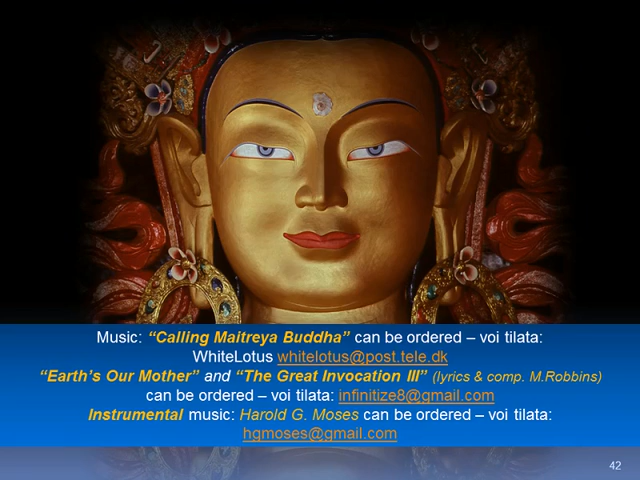 Music: “Calling Maitreya Buddha” can be ordered – voi tilata:
WhiteLotus whitelotus@post.tele.dk
“Earth’s Our Mother” and “The Great Invocation III” (lyrics & comp. M.Robbins)
can be ordered – voi tilata: infinitize8@gmail.com
Instrumental music: Harold G. Moses can be ordered – voi tilata:
hgmoses@gmail.com
42